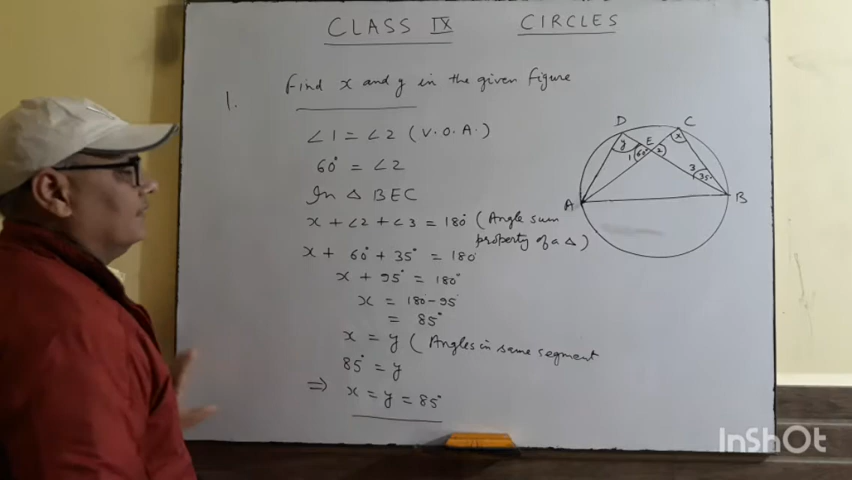 CLASS IX CIRCLES
1. Find x and y in the given figure
∠1 = ∠2 (V.O.A.)
60° = ∠2
In △ BEC
x + ∠2 + ∠3 = 180° (Angle sum
property of a △)
x + 60° + 35° = 180
x + 95° = 180°
x = 180 - 95°
= 85°
x = y (Angles in same segment
85° = y
⇒ x = y = 85°
D C
y E x
1 60° 2
3 35°
A B
InShOt